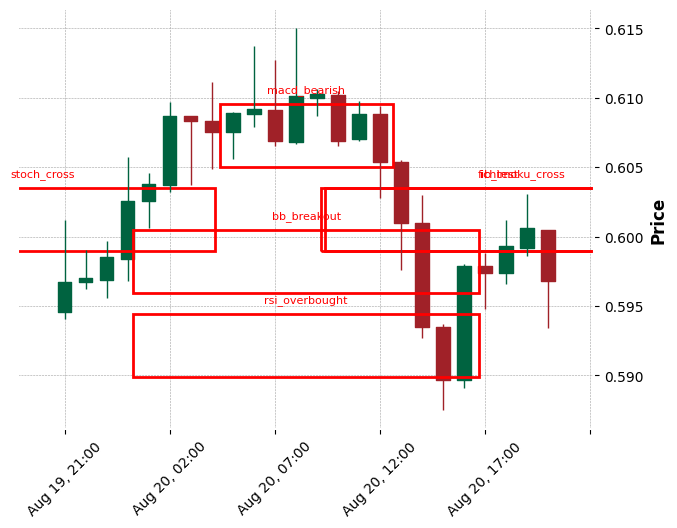 0.615
macd_bearish
0.610
stoch_cross
ichimoku_cross
0.605
bb_breakout
0.600
Price
rsi_overbought
0.595
0.590
Aug 19, 21:00
Aug 20, 02:00
Aug 20, 07:00
Aug 20, 12:00
Aug 20, 17:00